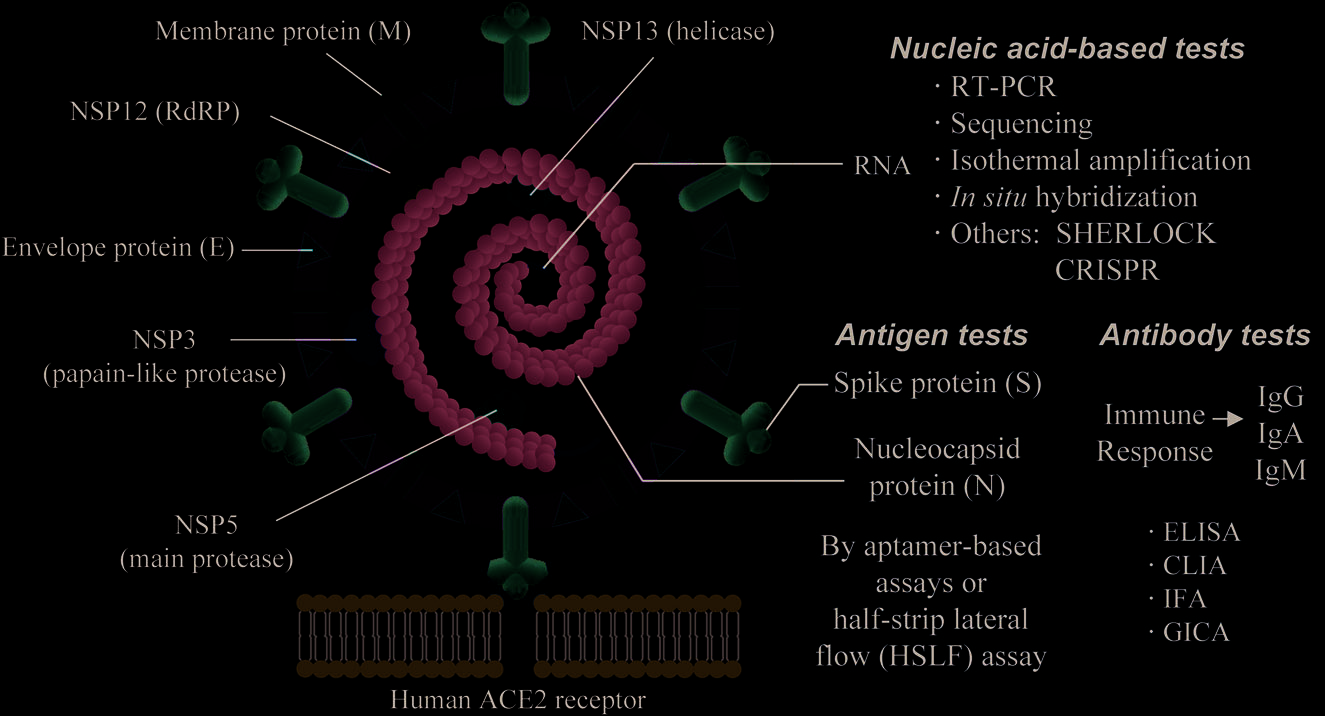 Membrane protein (M)
NSP13 (helicase)
NSP12 (RdRP)
Envelope protein (E)
NSP3
(papain-like protease)
NSP5
(main protease)
Human ACE2 receptor
RNA
Nucleic acid-based tests
· RT-PCR
· Sequencing
· Isothermal amplification
· In situ hybridization
· Others: SHERLOCK
CRISPR
Antigen tests
Spike protein (S)
Nucleocapsid
protein (N)
By aptamer-based
assays or
half-strip lateral
flow (HSLF) assay
Antibody tests
Immune
Response
IgG
IgA
IgM
· ELISA
· CLIA
· IFA
· GICA